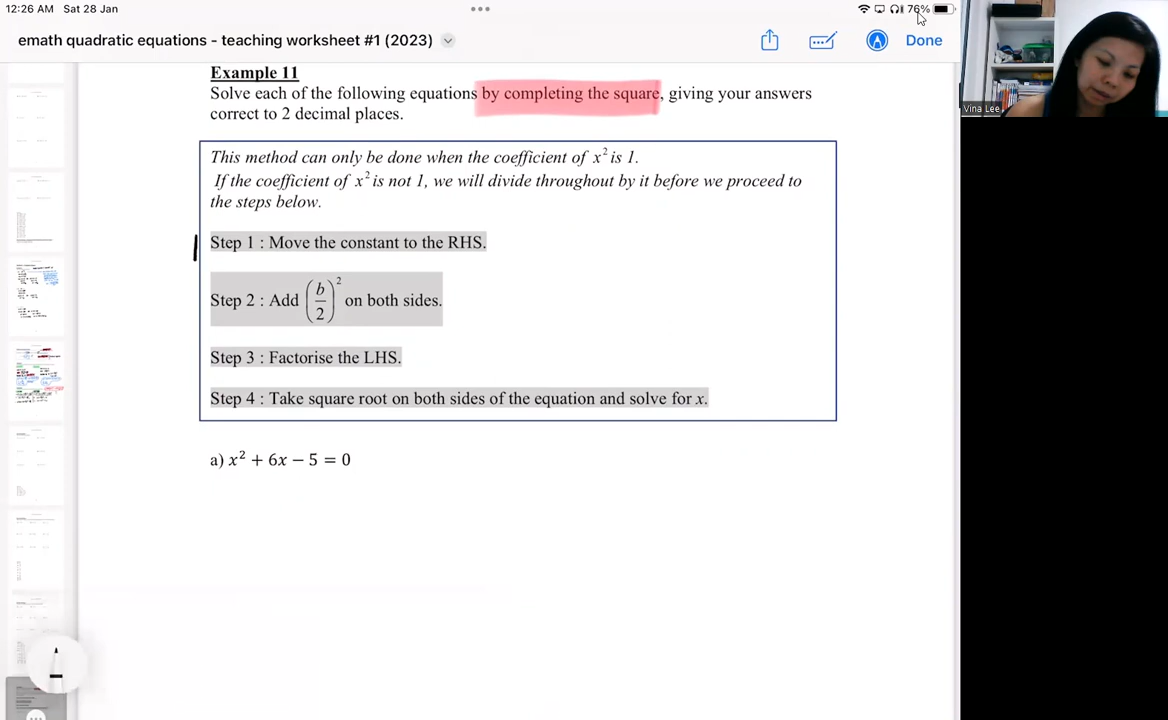 12:26 AM Sat 28 Jan
76%
emath quadratic equations - teaching worksheet #1 (2023)
Done
Vina Lee
Example 11
Solve each of the following equations by completing the square, giving your answers
correct to 2 decimal places.
This method can only be done when the coefficient of x² is 1.
If the coefficient of x² is not 1, we will divide throughout by it before we proceed to
the steps below.
Step 1 : Move the constant to the RHS.
Step 2 : Add (b/2)² on both sides.
Step 3 : Factorise the LHS.
Step 4 : Take square root on both sides of the equation and solve for x.
a) x² + 6x − 5 = 0